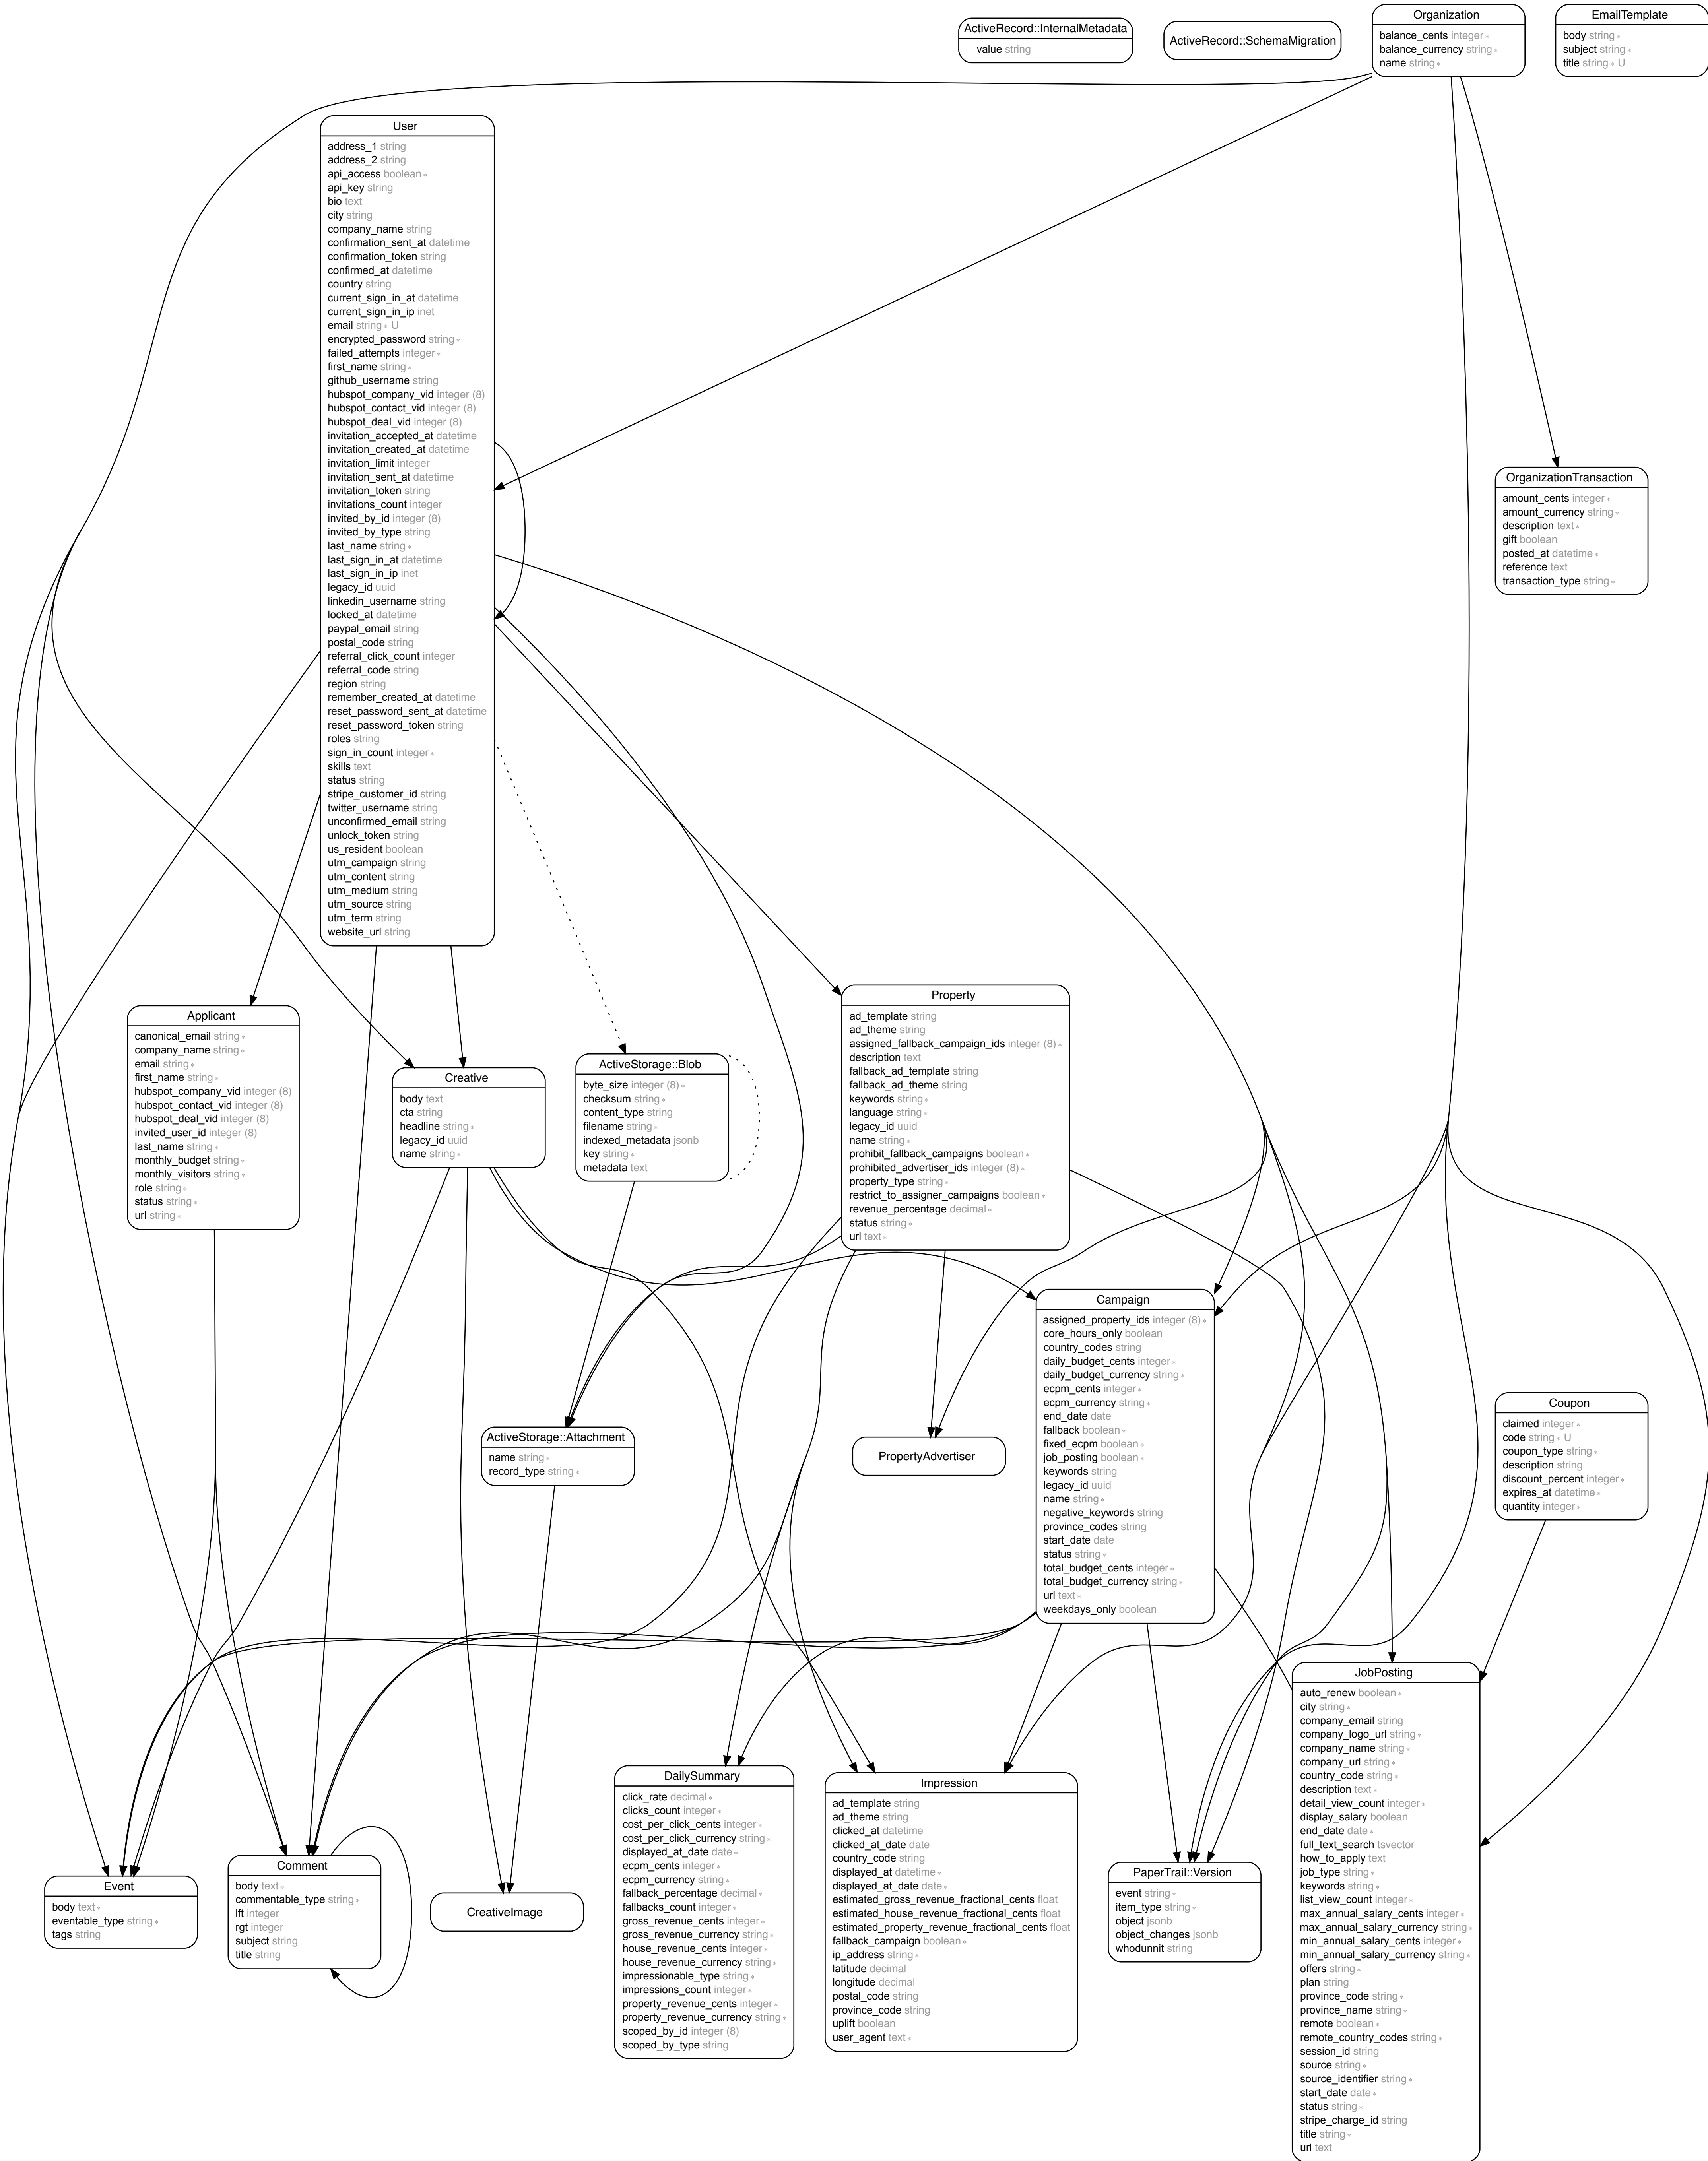 ActiveRecord::InternalMetadata
value string
ActiveRecord::SchemaMigration
Organization
balance_cents integer ∗
balance_currency string ∗
name string ∗
EmailTemplate
body string ∗
subject string ∗
title string ∗ U
User
address_1 string
address_2 string
api_access boolean ∗
api_key string
bio text
city string
company_name string
confirmation_sent_at datetime
confirmation_token string
confirmed_at datetime
country string
current_sign_in_at datetime
current_sign_in_ip inet
email string ∗ U
encrypted_password string ∗
failed_attempts integer ∗
first_name string ∗
github_username string
hubspot_company_vid integer (8)
hubspot_contact_vid integer (8)
hubspot_deal_vid integer (8)
invitation_accepted_at datetime
invitation_created_at datetime
invitation_limit integer
invitation_sent_at datetime
invitation_token string
invitations_count integer
invited_by_id integer (8)
invited_by_type string
last_name string ∗
last_sign_in_at datetime
last_sign_in_ip inet
legacy_id uuid
linkedin_username string
locked_at datetime
paypal_email string
postal_code string
referral_click_count integer
referral_code string
region string
remember_created_at datetime
reset_password_sent_at datetime
reset_password_token string
roles string
sign_in_count integer ∗
skills text
status string
stripe_customer_id string
twitter_username string
unconfirmed_email string
unlock_token string
us_resident boolean
utm_campaign string
utm_content string
utm_medium string
utm_source string
utm_term string
website_url string
OrganizationTransaction
amount_cents integer ∗
amount_currency string ∗
description text ∗
gift boolean
posted_at datetime ∗
reference text
transaction_type string ∗
Applicant
canonical_email string ∗
company_name string ∗
email string ∗
first_name string ∗
hubspot_company_vid integer (8)
hubspot_contact_vid integer (8)
hubspot_deal_vid integer (8)
invited_user_id integer (8)
last_name string ∗
monthly_budget string ∗
monthly_visitors string ∗
role string ∗
status string ∗
url string ∗
Creative
body text
cta string
headline string ∗
legacy_id uuid
name string ∗
ActiveStorage::Blob
byte_size integer (8) ∗
checksum string ∗
content_type string
filename string ∗
indexed_metadata jsonb
key string ∗
metadata text
Property
ad_template string
ad_theme string
assigned_fallback_campaign_ids integer (8) ∗
description text
fallback_ad_template string
fallback_ad_theme string
keywords string ∗
language string ∗
legacy_id uuid
name string ∗
prohibit_fallback_campaigns boolean ∗
prohibited_advertiser_ids integer (8) ∗
property_type string ∗
restrict_to_assigner_campaigns boolean ∗
revenue_percentage decimal ∗
status string ∗
url text ∗
Campaign
assigned_property_ids integer (8) ∗
core_hours_only boolean
country_codes string
daily_budget_cents integer ∗
daily_budget_currency string ∗
ecpm_cents integer ∗
ecpm_currency string ∗
end_date date
fallback boolean ∗
fixed_ecpm boolean ∗
job_posting boolean ∗
keywords string
legacy_id uuid
name string ∗
negative_keywords string
province_codes string
start_date date
status string ∗
total_budget_cents integer ∗
total_budget_currency string ∗
url text ∗
weekdays_only boolean
Coupon
claimed integer ∗
code string ∗ U
coupon_type string ∗
description string
discount_percent integer ∗
expires_at datetime ∗
quantity integer ∗
ActiveStorage::Attachment
name string ∗
record_type string ∗
PropertyAdvertiser
JobPosting
auto_renew boolean ∗
city string ∗
company_email string
company_logo_url string ∗
company_name string ∗
company_url string ∗
country_code string ∗
description text ∗
detail_view_count integer ∗
display_salary boolean
end_date date ∗
full_text_search tsvector
how_to_apply text
job_type string ∗
keywords string ∗
list_view_count integer ∗
max_annual_salary_cents integer ∗
max_annual_salary_currency string ∗
min_annual_salary_cents integer ∗
min_annual_salary_currency string ∗
offers string ∗
plan string
province_code string ∗
province_name string ∗
remote boolean ∗
remote_country_codes string ∗
session_id string
source string ∗
source_identifier string ∗
start_date date ∗
status string ∗
stripe_charge_id string
title string ∗
url text
Event
body text ∗
eventable_type string ∗
tags string
Comment
body text ∗
commentable_type string ∗
lft integer
rgt integer
subject string
title string
CreativeImage
DailySummary
click_rate decimal ∗
clicks_count integer ∗
cost_per_click_cents integer ∗
cost_per_click_currency string ∗
displayed_at_date date ∗
ecpm_cents integer ∗
ecpm_currency string ∗
fallback_percentage decimal ∗
fallbacks_count integer ∗
gross_revenue_cents integer ∗
gross_revenue_currency string ∗
house_revenue_cents integer ∗
house_revenue_currency string ∗
impressionable_type string ∗
impressions_count integer ∗
property_revenue_cents integer ∗
property_revenue_currency string ∗
scoped_by_id integer (8)
scoped_by_type string
Impression
ad_template string
ad_theme string
clicked_at datetime
clicked_at_date date
country_code string
displayed_at datetime ∗
displayed_at_date date ∗
estimated_gross_revenue_fractional_cents float
estimated_house_revenue_fractional_cents float
estimated_property_revenue_fractional_cents float
fallback_campaign boolean ∗
ip_address string ∗
latitude decimal
longitude decimal
postal_code string
province_code string
uplift boolean
user_agent text ∗
PaperTrail::Version
event string ∗
item_type string ∗
object jsonb
object_changes jsonb
whodunnit string